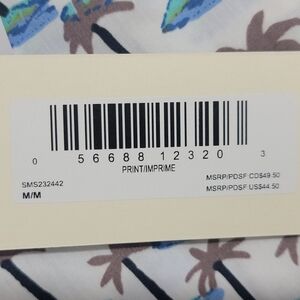 0 56688 12320 3
PRINT/IMPRIME
SMS232442
M/M
MSRP/PDSF CD$49.50
MSRP/PDSF US$44.50